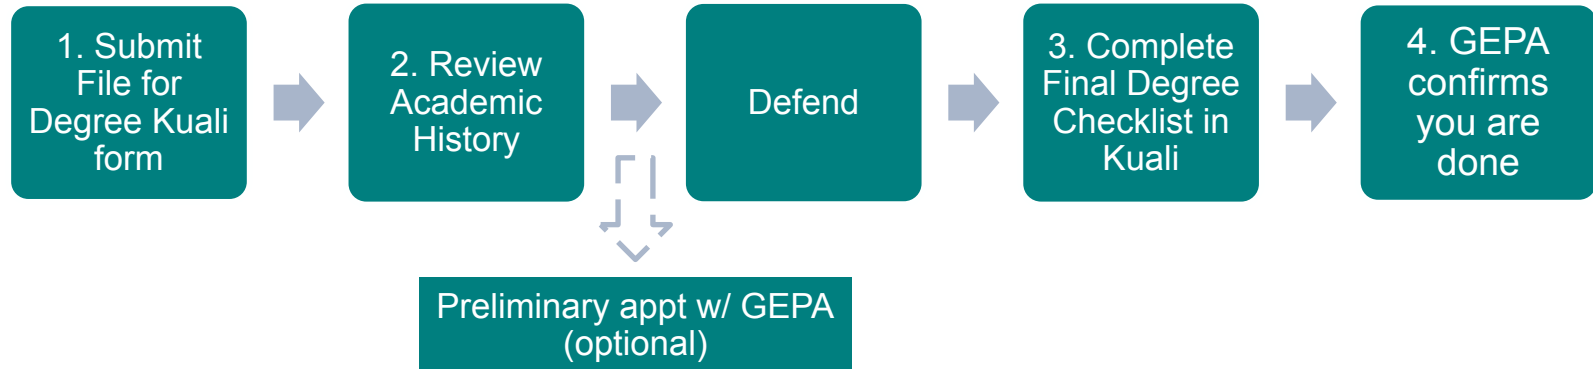 1. Submit
File for
Degree Kuali
form
2. Review
Academic
History
Defend
3. Complete
Final Degree
Checklist in
Kuali
4. GEPA
confirms
you are
done
Preliminary appt w/ GEPA
(optional)